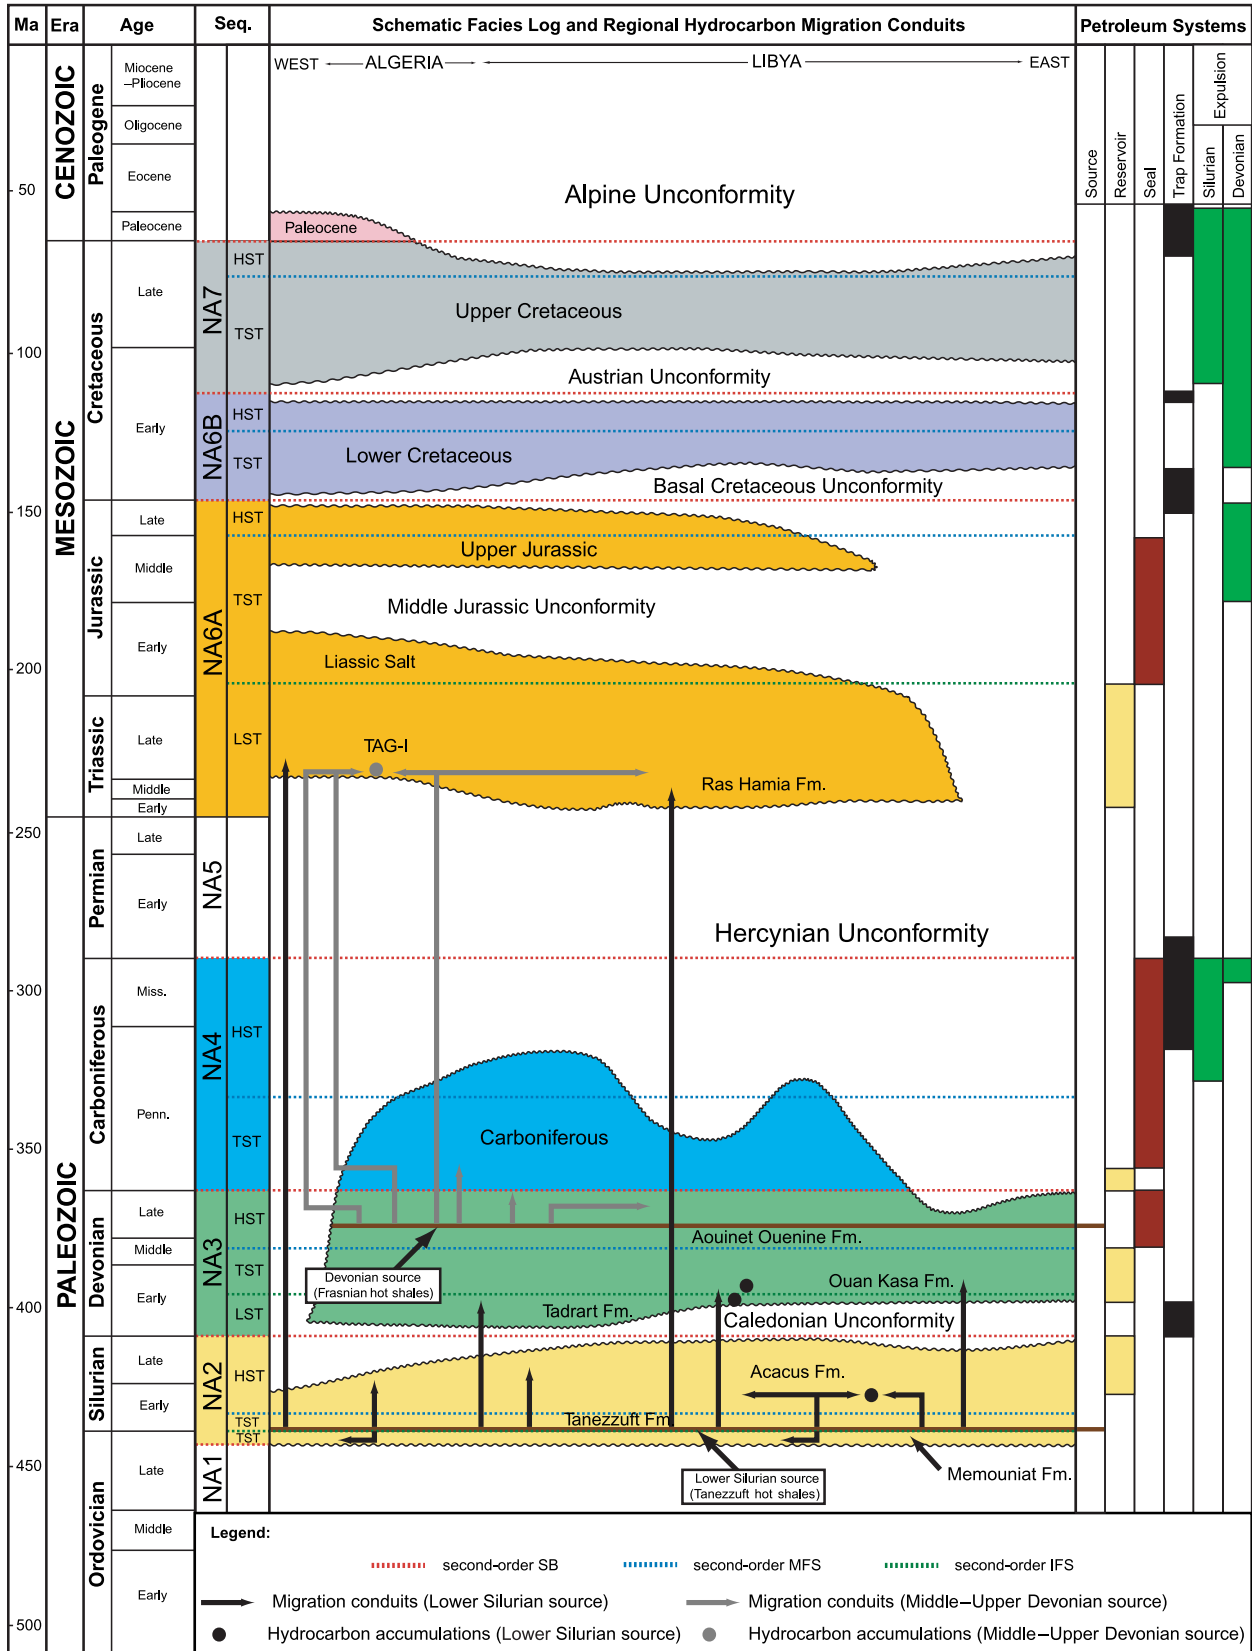 Ma Era Age Seq. Schematic Facies Log and Regional Hydrocarbon Migration Conduits Petroleum Systems
WEST ALGERIA LIBYA EAST
Expulsion
Source Reservoir Seal Trap Formation Silurian Devonian
CENOZOIC
Paleogene
Miocene
–Pliocene
Oligocene
Eocene
Paleocene
50
Alpine Unconformity
Paleocene
MESOZOIC
Cretaceous
Late
Early
100
NA7
HST
TST
Upper Cretaceous
Austrian Unconformity
NA6B
HST
TST
Lower Cretaceous
Basal Cretaceous Unconformity
150
Jurassic
Late
Middle
Early
NA6A
HST
TST
LST
Upper Jurassic
Middle Jurassic Unconformity
Liassic Salt
200
Triassic
Late
Middle
Early
TAG-I
Ras Hamia Fm.
250
PALEOZOIC
Permian
Late
Early
NA5
Hercynian Unconformity
300
Carboniferous
Miss.
Penn.
NA4
HST
TST
Carboniferous
350
Devonian
Late
Middle
Early
NA3
HST
TST
LST
Aouinet Ouenine Fm.
Devonian source
(Frasnian hot shales)
Ouan Kasa Fm.
Tadrart Fm.
400
Caledonian Unconformity
Silurian
Late
Early
NA2
HST
TST
TST
Acacus Fm.
Tanezzuft Fm.
450
Ordovician
Late
Middle
Early
NA1
Lower Silurian source
(Tanezzuft hot shales)
Memouniat Fm.
500
Legend:
second-order SB
second-order MFS
second-order IFS
Migration conduits (Lower Silurian source)
Migration conduits (Middle–Upper Devonian source)
Hydrocarbon accumulations (Lower Silurian source)
Hydrocarbon accumulations (Middle–Upper Devonian source)